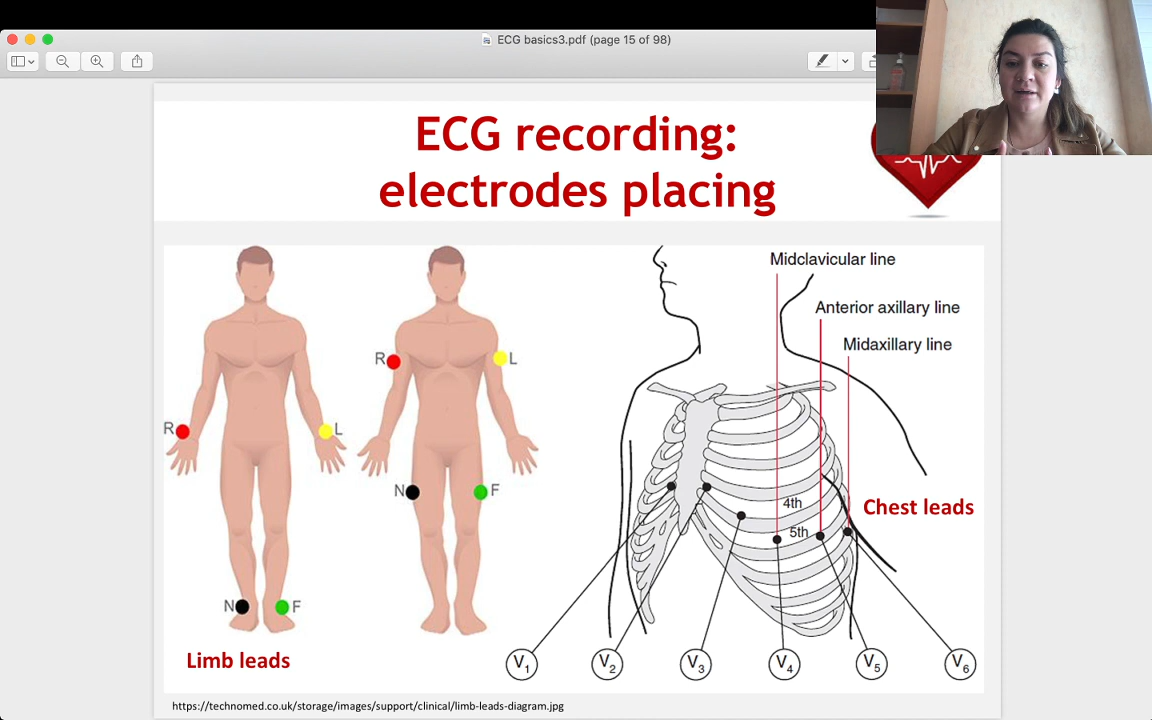 ECG basics3.pdf (page 15 of 98)
ECG recording:
electrodes placing
Midclavicular line
Anterior axillary line
Midaxillary line
R
L
R
L
N
F
4th
Chest leads
5th
N
F
Limb leads
V1
V2
V3
V4
V5
V6
https://technomed.co.uk/storage/images/support/clinical/limb-leads-diagram.jpg